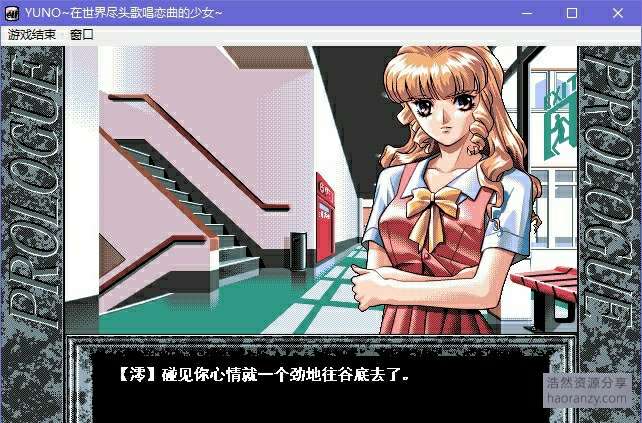 YUNO~在世界尽头歌唱恋曲的少女~
游戏结束 窗口
PROLOGUE
EXIT
PROLOGUE
【澪】碰见你心情就一个劲地往谷底去了。
浩然资源分享
haoranzy.com